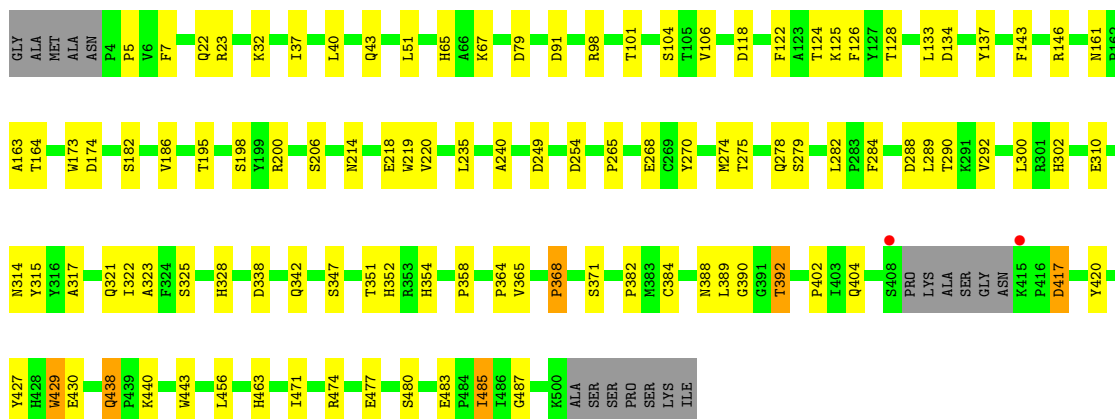 GLY ALA MET ALA ASN P4 P5 V6 F7 Q22 R23 K32 I37 L40 Q43 L51 H65 A66 K67 D79 D91 R98 T101 S104 T105 V106 D118 F122 A123 T124 K125 F126 Y127 T128 L133 D134 Y137 F143 R146 N161
A163 T164 W173 D174 S182 V186 T195 S198 Y199 R200 S206 N214 E218 W219 V220 L235 A240 D249 D254 P265 E268 C269 Y270 M274 T275 Q278 S279 L282 P283 F284 D288 L289 T290 K291 V292 L300 R301 H302 E310
N314 Y315 Y316 A317 Q321 I322 A323 F324 S325 H328 D338 Q342 S347 T351 H352 R353 H354 P358 P364 V365 P368 S371 P382 M383 C384 N388 L389 G390 G391 T392 P402 I403 Q404 S408 PRO LYS ALA SER GLY ASN K415 P416 D417 Y420
Y427 H428 W429 E430 Q438 P439 K440 W443 L456 H463 I471 R474 E477 S480 E483 P484 I485 I486 G487 K500 ALA SER SER PRO SER LYS ILE